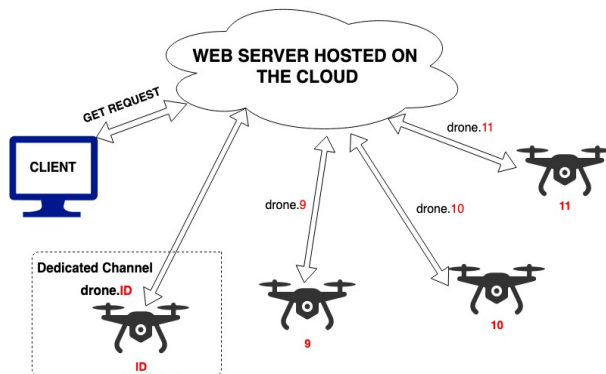 WEB SERVER HOSTED ON
THE CLOUD
GET REQUEST
CLIENT
drone.11
drone.9
drone.10
11
Dedicated Channel
drone.ID
ID
9
10